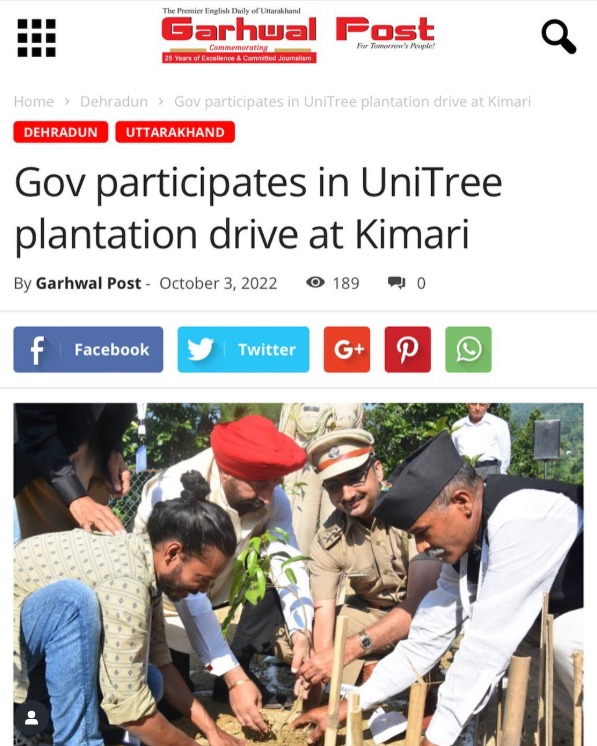 The Premier English Daily of Uttarakhand
Garhwal Post
Commemorating
For Tomorrow's People!
25 Years of Excellence & Committed Journalism
Home > Dehradun > Gov participates in UniTree plantation drive at Kimari
DEHRADUN UTTARAKHAND
Gov participates in UniTree
plantation drive at Kimari
By Garhwal Post - October 3, 2022 189 0
f Facebook Twitter G+